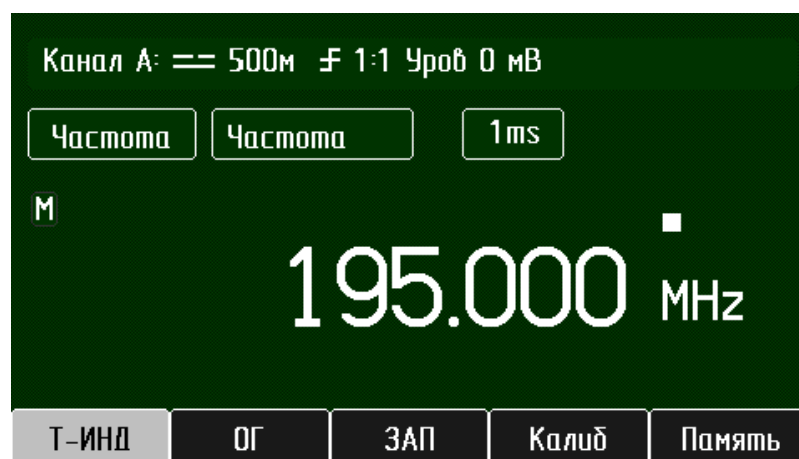 Канал А: 500м 1:1 Уров 0 мВ
Частота Частота 1ms
М
195.000 MHz
Т-ИНД ОГ ЗАП Калиб Память